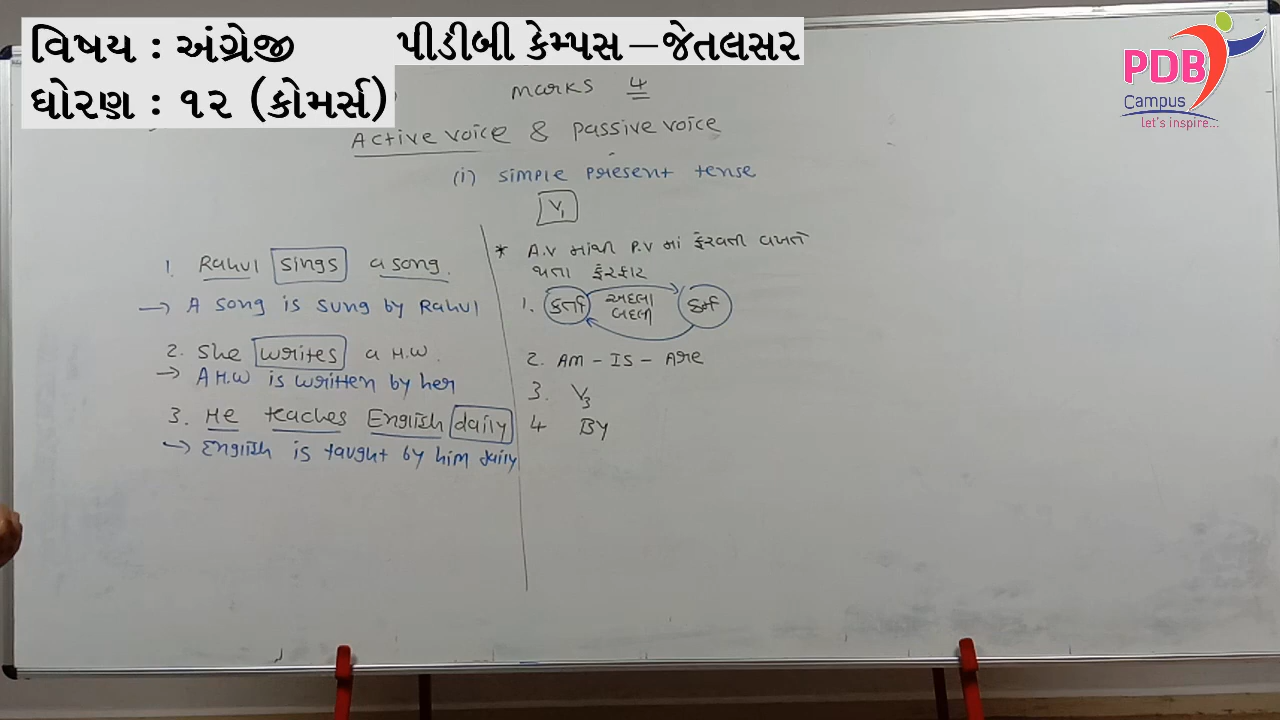 વિષય : અંગ્રેજી
પીડીબી કેમ્પસ – જેતલસર
ધોરણ : ૧૨ (કોમર્સ)
PDB
Campus
let's inspire...
marks 4
Active voice & passive voice
(i) simple present tense
V1
1. Rahul sings a song.
→ A song is sung by Rahul
2. she writes a H.W.
→ A H.W is written by her
3. He teaches English daily
→ English is taught by him daily
* A.V માંથી P.V માં ફેરવતી વખતે
થતા ફેરફાર
1. કર્તા અદલા બદલી કર્મ
2. Am - Is - Are
3. V3
4 By